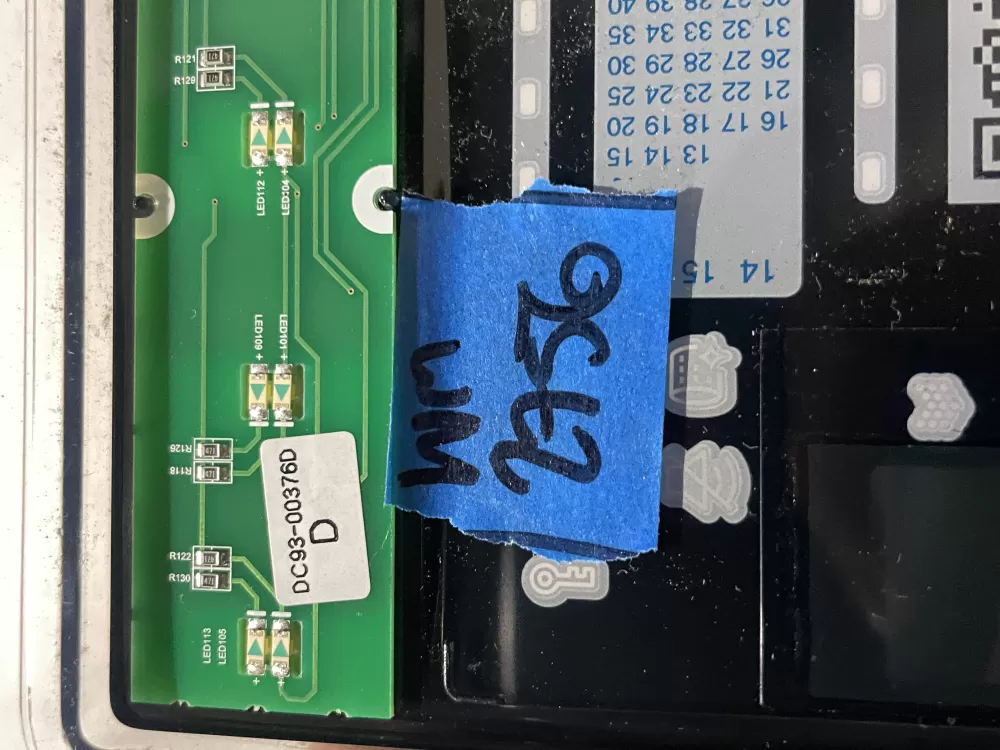 R121
R129
LED112 +
LED104 +
LED109 +
LED101 +
R126
R118
DC93-00376D
D
R122
R130
LED113
LED105
WM
31 32 33 34 35
26 27 28 29 30
21 22 23 24 25
16 17 18 19 20
13 14 15
14 15